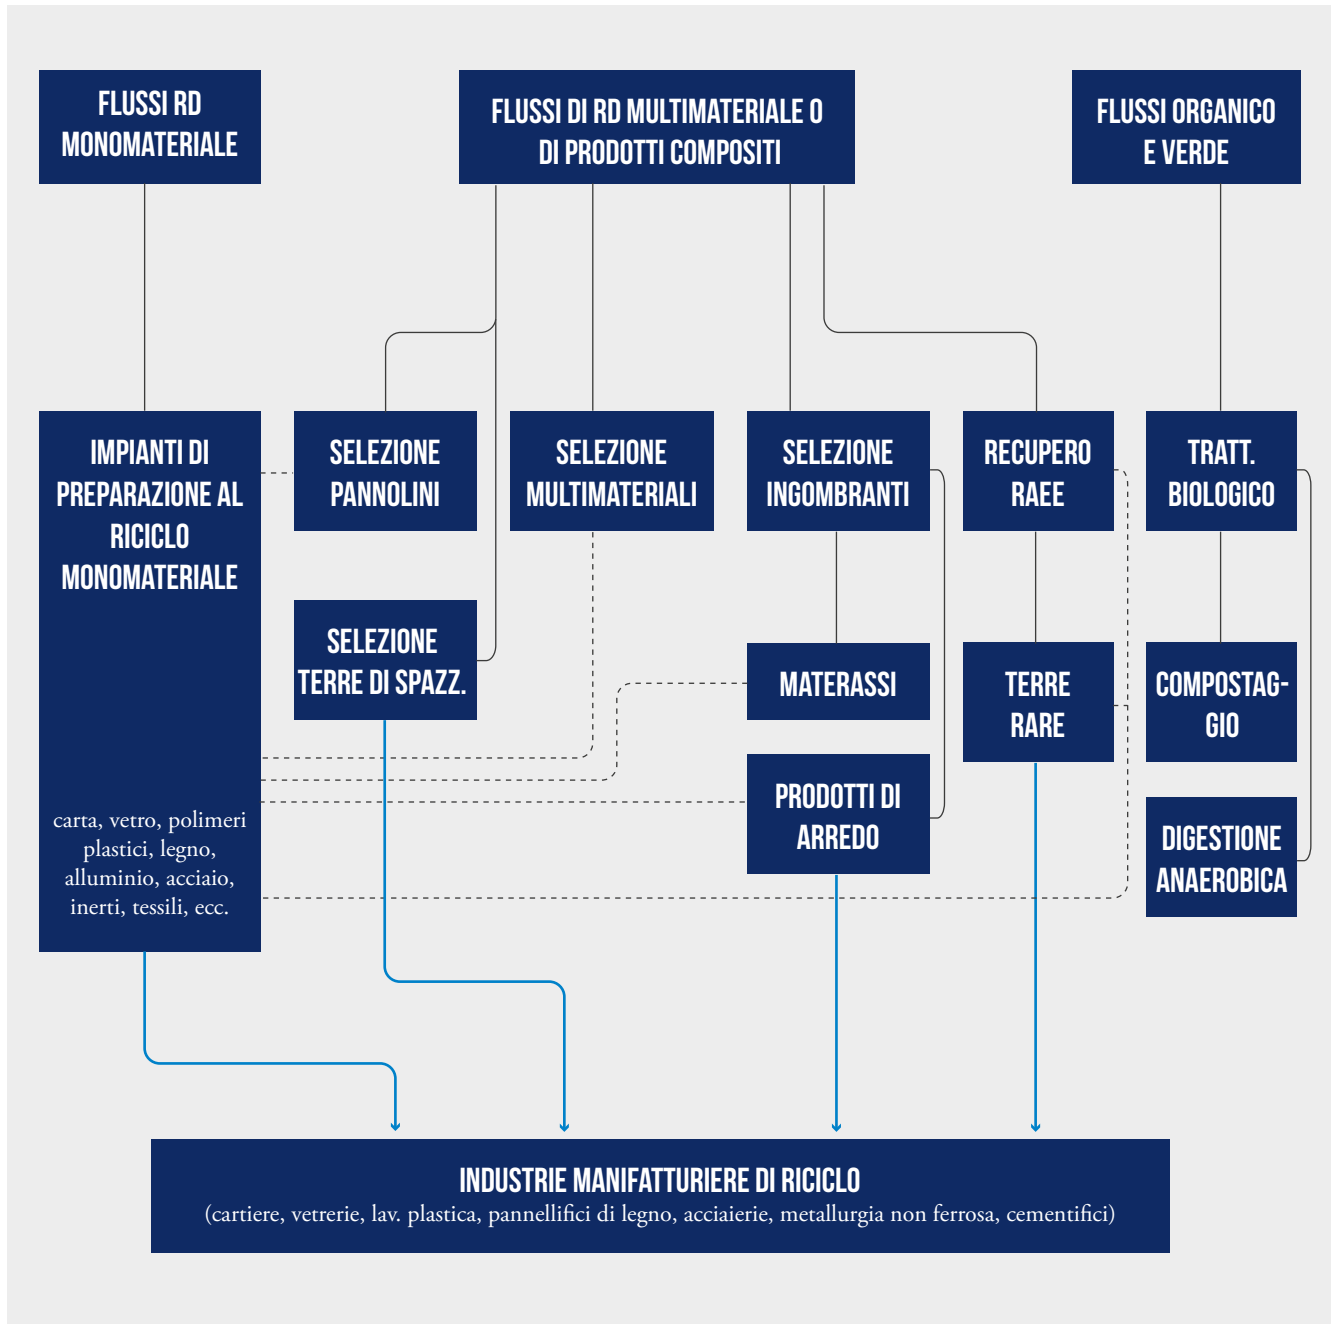 FLUSSI RD
MONOMATERIALE
FLUSSI DI RD MULTIMATERIALE O
DI PRODOTTI COMPOSITI
FLUSSI ORGANICO
E VERDE
IMPIANTI DI
PREPARAZIONE AL
RICICLO
MONOMATERIALE
carta, vetro, polimeri
plastici, legno,
alluminio, acciaio,
inerti, tessili, ecc.
SELEZIONE
PANNOLINI
SELEZIONE
MULTIMATERIALI
SELEZIONE
INGOMBRANTI
RECUPERO
RAEE
TRATT.
BIOLOGICO
SELEZIONE
TERRE DI SPAZZ.
MATERASSI
TERRE
RARE
COMPOSTAG-
GIO
PRODOTTI DI
ARREDO
DIGESTIONE
ANAEROBICA
INDUSTRIE MANIFATTURIERE DI RICICLO
(cartiere, vetrerie, lav. plastica, pannellifici di legno, acciaierie, metallurgia non ferrosa, cementifici)